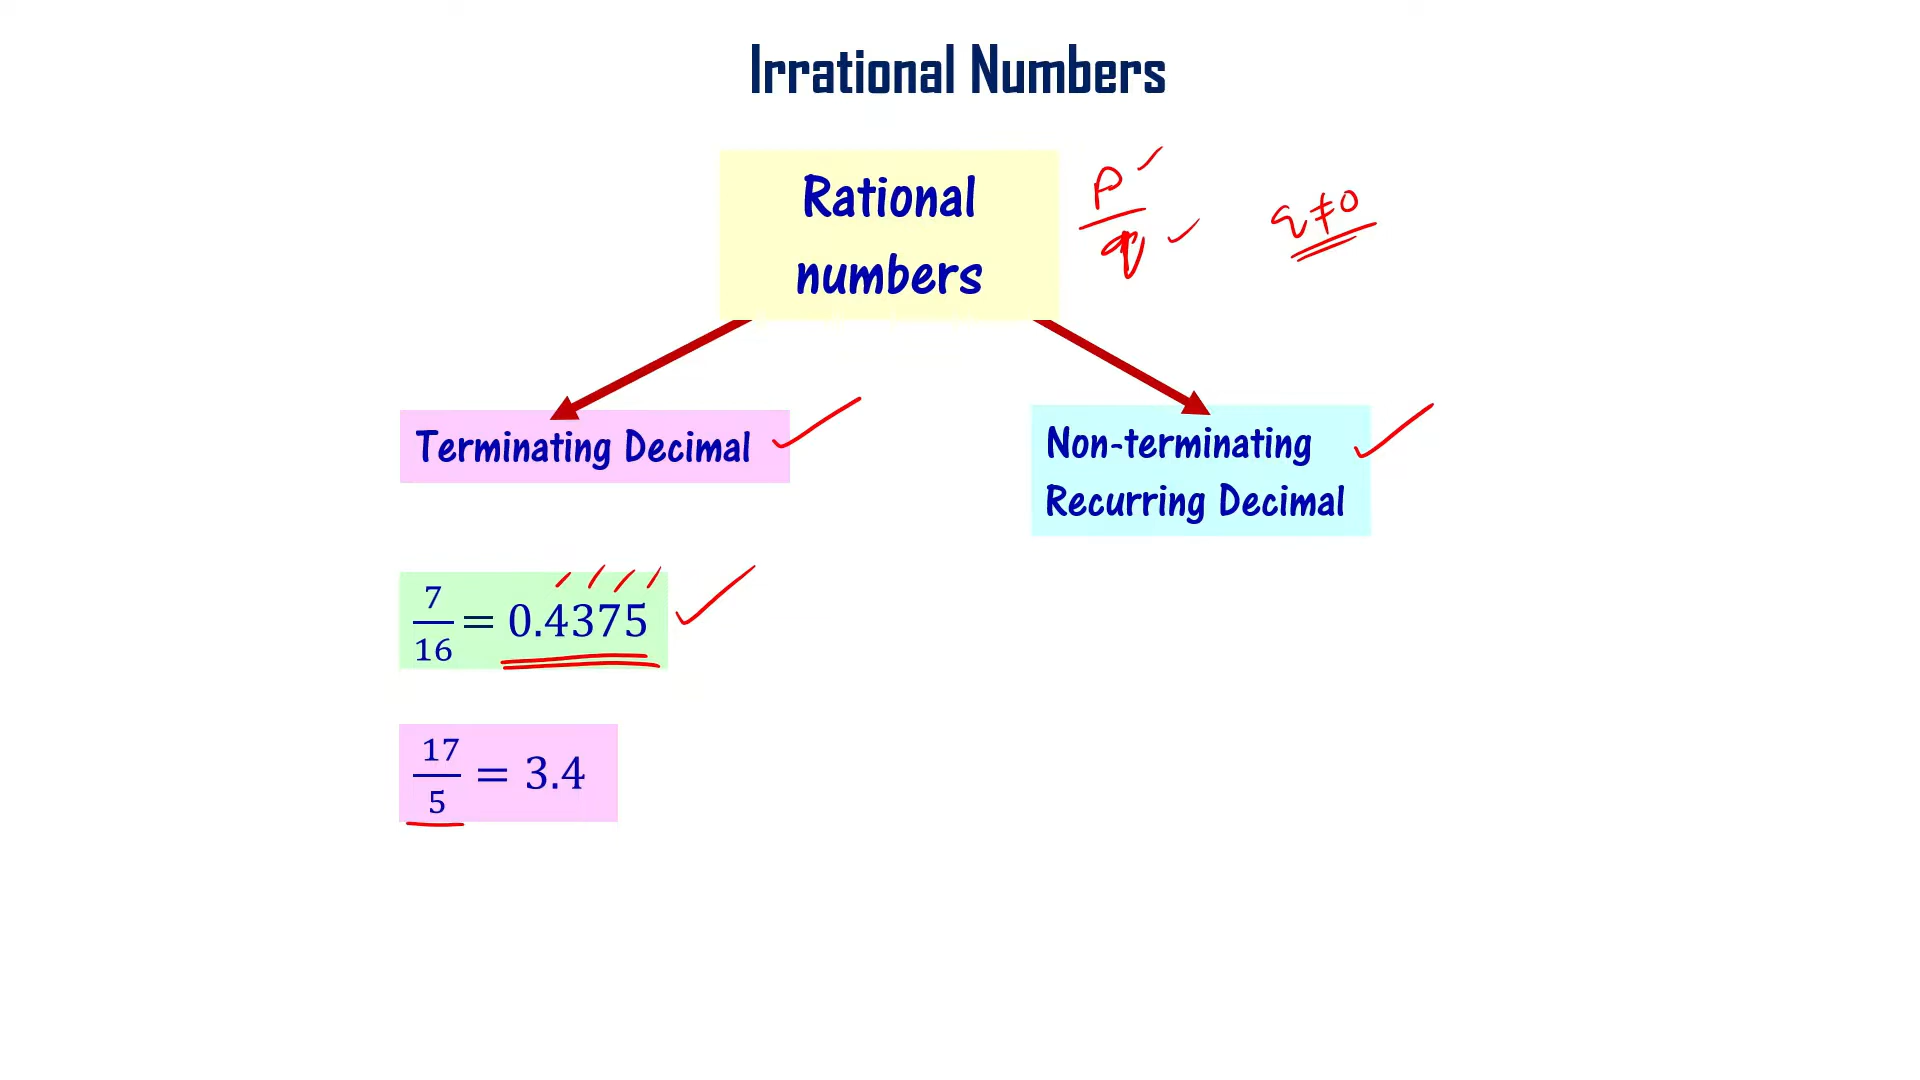 Irrational Numbers
Rational
numbers
p/q
q≠0
Terminating Decimal
Non-terminating
Recurring Decimal
7/16 = 0.4375
17/5 = 3.4